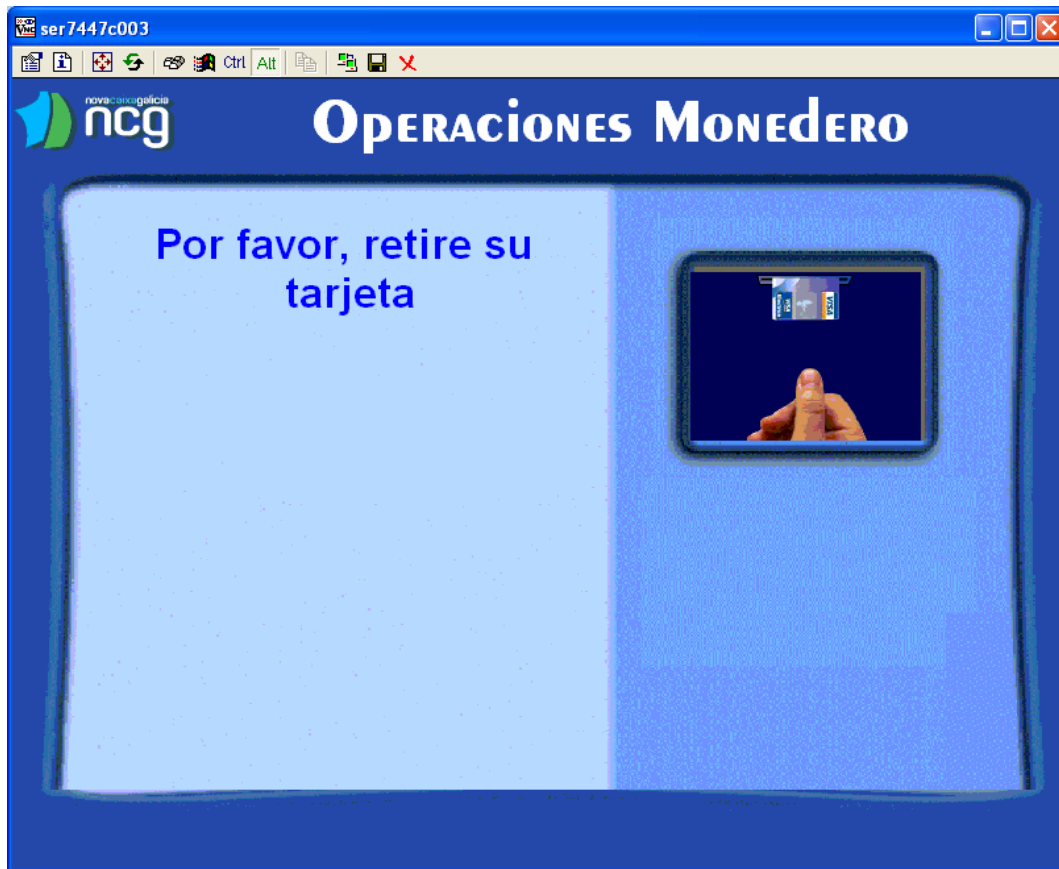 ser7447c003
Ctrl Alt
novacaixagalicia
ncg
Operaciones Monedero
Por favor, retire su
tarjeta
VISA
VISA